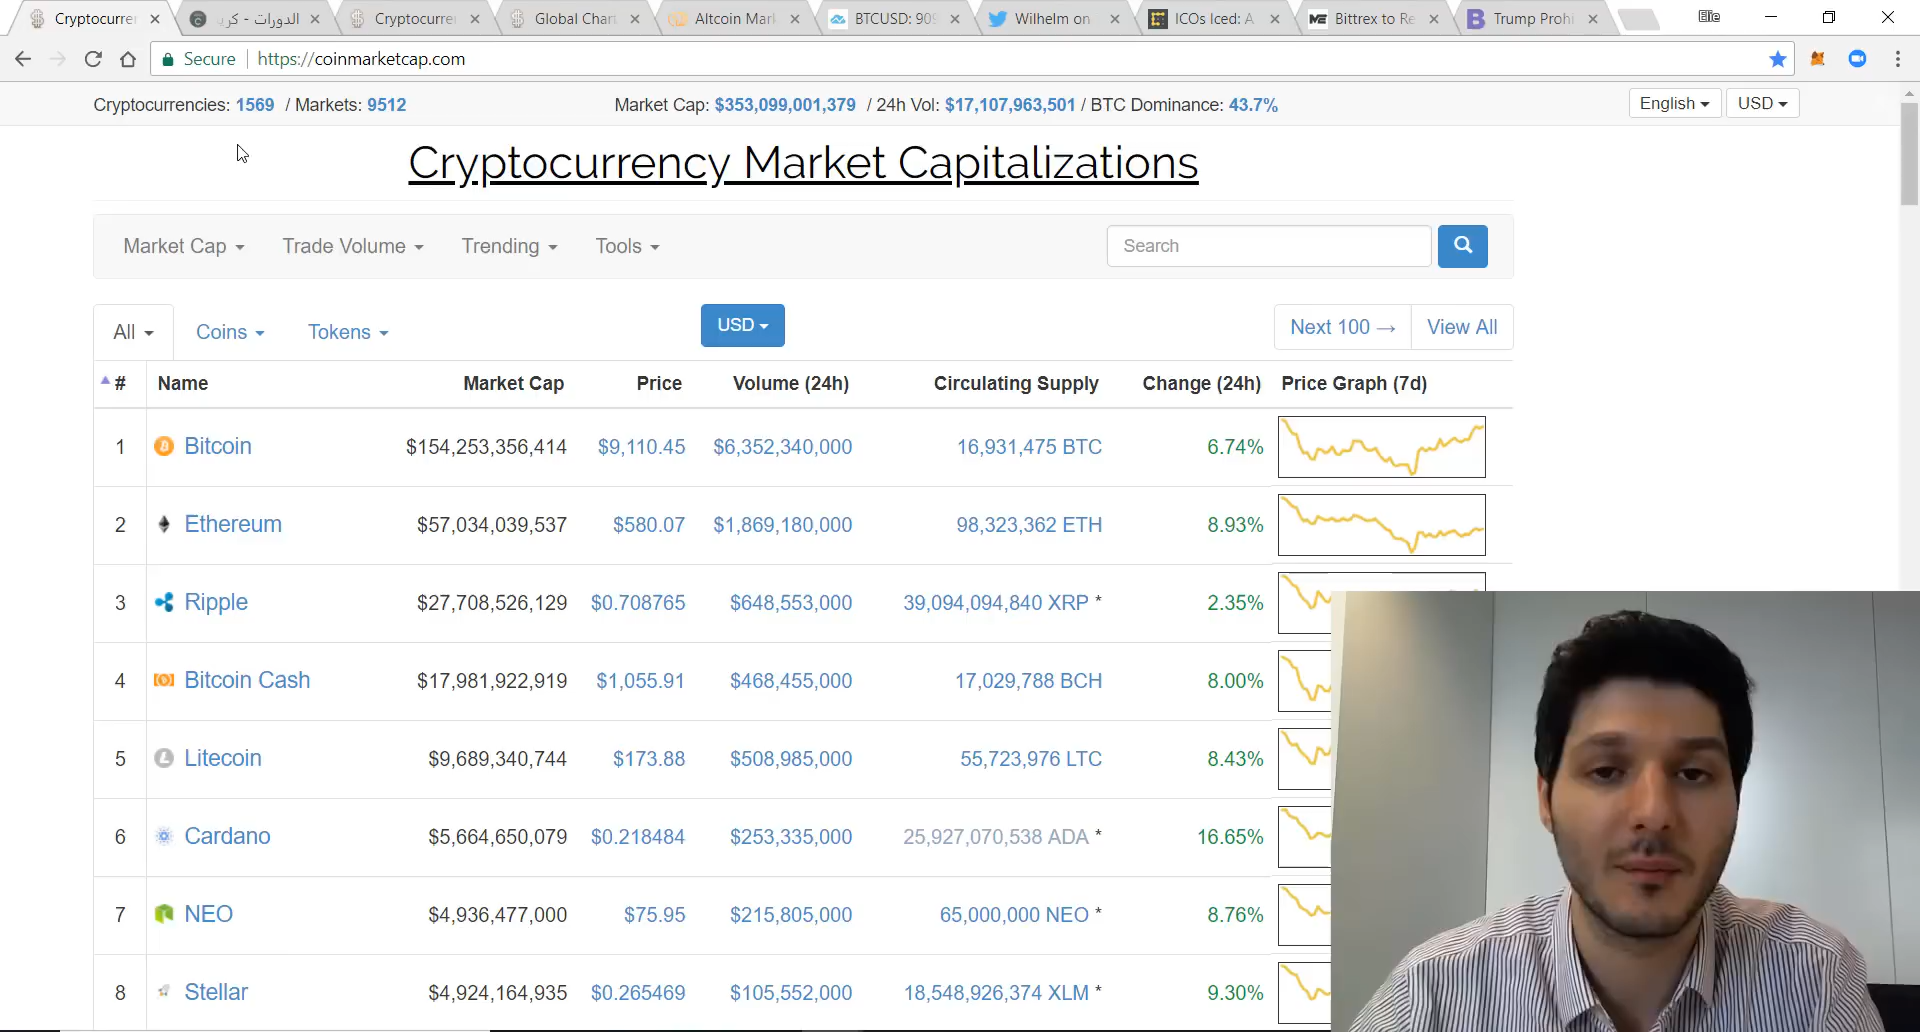 Cryptocurre
الدورات - كري
Cryptocurre
Global Char
Altcoin Mar
BTCUSD: 909
Wilhelm on
ICOs Iced: A
Bittrex to Re
Trump Prohi
Elie
Secure https://coinmarketcap.com
Cryptocurrencies: 1569 / Markets: 9512 Market Cap: $353,099,001,379 / 24h Vol: $17,107,963,501 / BTC Dominance: 43.7% English USD
Cryptocurrency Market Capitalizations
Market Cap Trade Volume Trending Tools Search
All Coins Tokens USD Next 100 → View All
# Name Market Cap Price Volume (24h) Circulating Supply Change (24h) Price Graph (7d)
1 Bitcoin $154,253,356,414 $9,110.45 $6,352,340,000 16,931,475 BTC 6.74%
2 Ethereum $57,034,039,537 $580.07 $1,869,180,000 98,323,362 ETH 8.93%
3 Ripple $27,708,526,129 $0.708765 $648,553,000 39,094,094,840 XRP * 2.35%
4 Bitcoin Cash $17,981,922,919 $1,055.91 $468,455,000 17,029,788 BCH 8.00%
5 Litecoin $9,689,340,744 $173.88 $508,985,000 55,723,976 LTC 8.43%
6 Cardano $5,664,650,079 $0.218484 $253,335,000 25,927,070,538 ADA * 16.65%
7 NEO $4,936,477,000 $75.95 $215,805,000 65,000,000 NEO * 8.76%
8 Stellar $4,924,164,935 $0.265469 $105,552,000 18,548,926,374 XLM * 9.30%